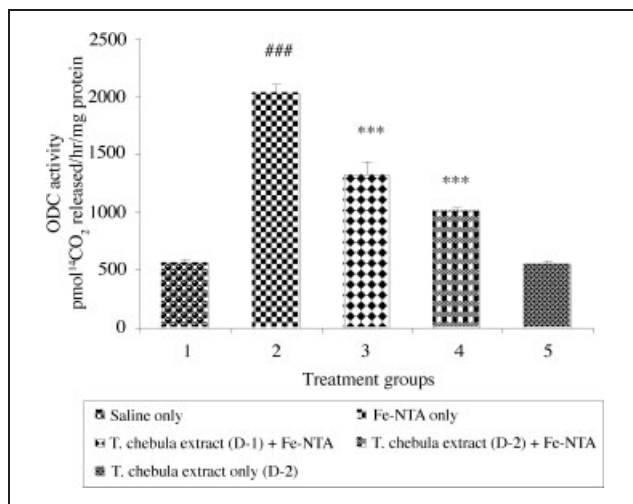 2500
2000
1500
1000
500
0
ODC activity
pmol¹⁴CO₂ released/hr/mg protein
###
***
***
1 2 3 4 5
Treatment groups
Saline only
Fe-NTA only
T. chebula extract (D-1) + Fe-NTA
T. chebula extract (D-2) + Fe-NTA
T. chebula extract only (D-2)